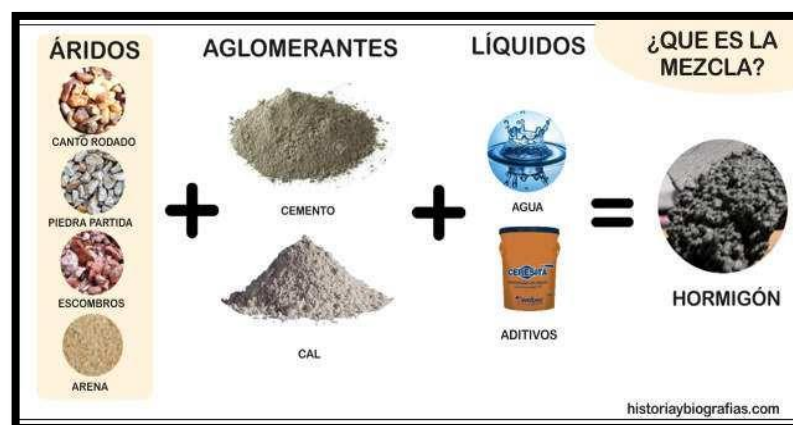 ÁRIDOS
CANTO RODADO
PIEDRA PARTIDA
ESCOMBROS
ARENA
AGLOMERANTES
CEMENTO
CAL
LÍQUIDOS
AGUA
CERESITA
ADITIVOS
¿QUE ES LA
MEZCLA?
HORMIGÓN
historiaybiografias.com